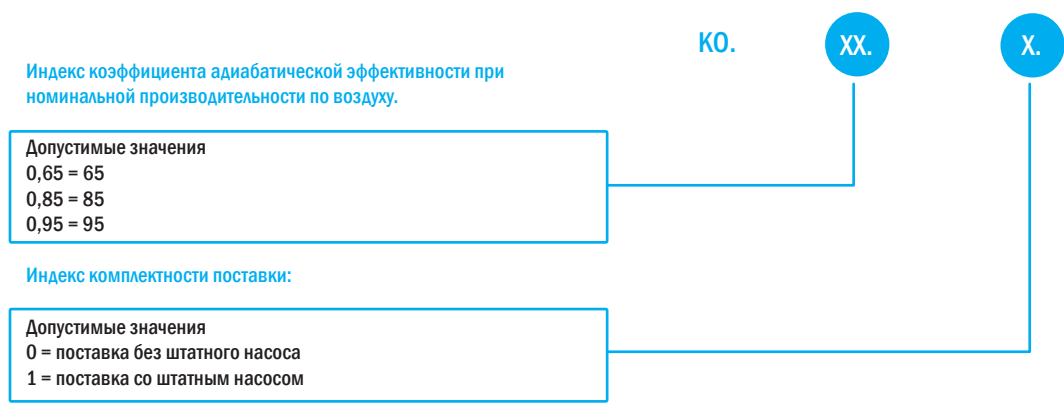 КО. XX. X.
Индекс коэффициента адиабатической эффективности при
номинальной производительности по воздуху.
Допустимые значения
0,65 = 65
0,85 = 85
0,95 = 95
Индекс комплектности поставки:
Допустимые значения
0 = поставка без штатного насоса
1 = поставка со штатным насосом